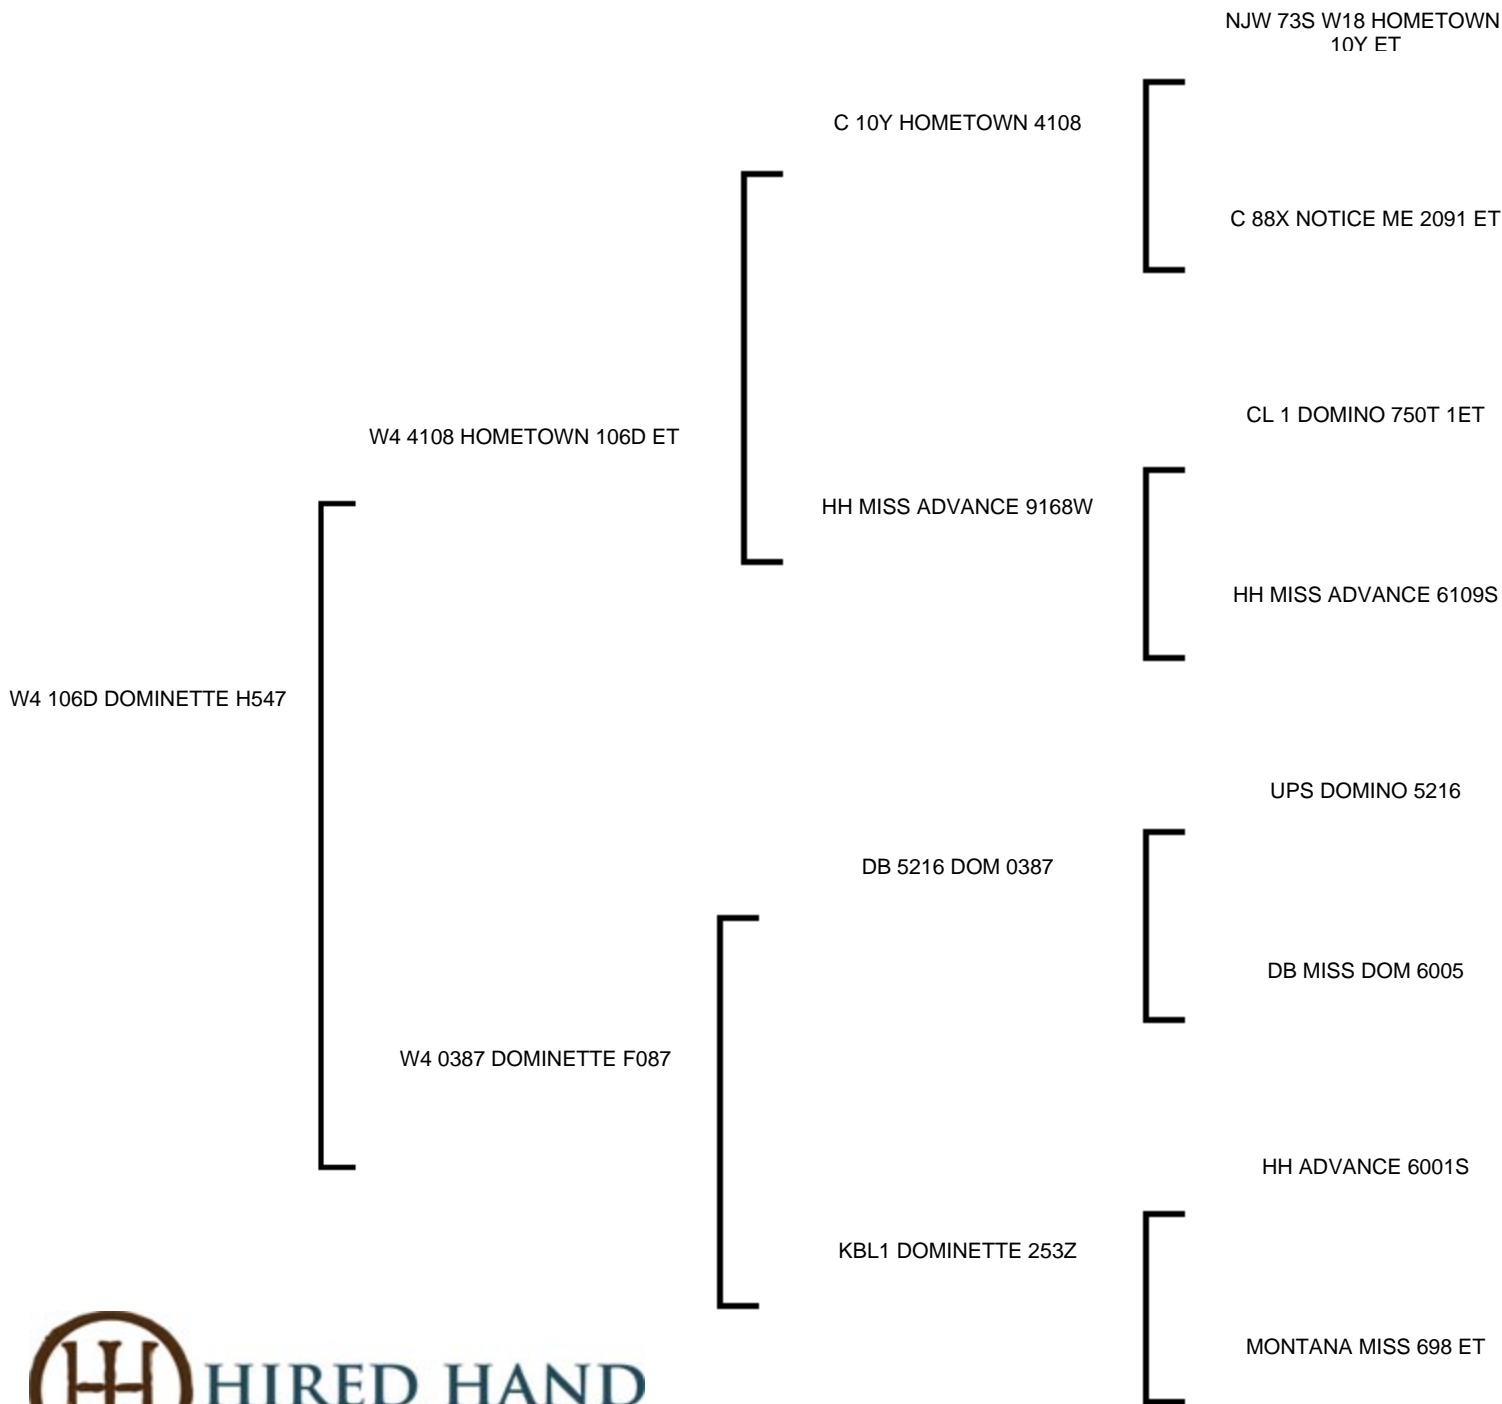 NJW 73S W18 HOMETOWN
10Y ET
C 10Y HOMETOWN 4108
C 88X NOTICE ME 2091 ET
CL 1 DOMINO 750T 1ET
W4 4108 HOMETOWN 106D ET
HH MISS ADVANCE 9168W
HH MISS ADVANCE 6109S
W4 106D DOMINETTE H547
UPS DOMINO 5216
DB 5216 DOM 0387
DB MISS DOM 6005
W4 0387 DOMINETTE F087
HH ADVANCE 6001S
KBL1 DOMINETTE 253Z
MONTANA MISS 698 ET
HH HIRED HAND